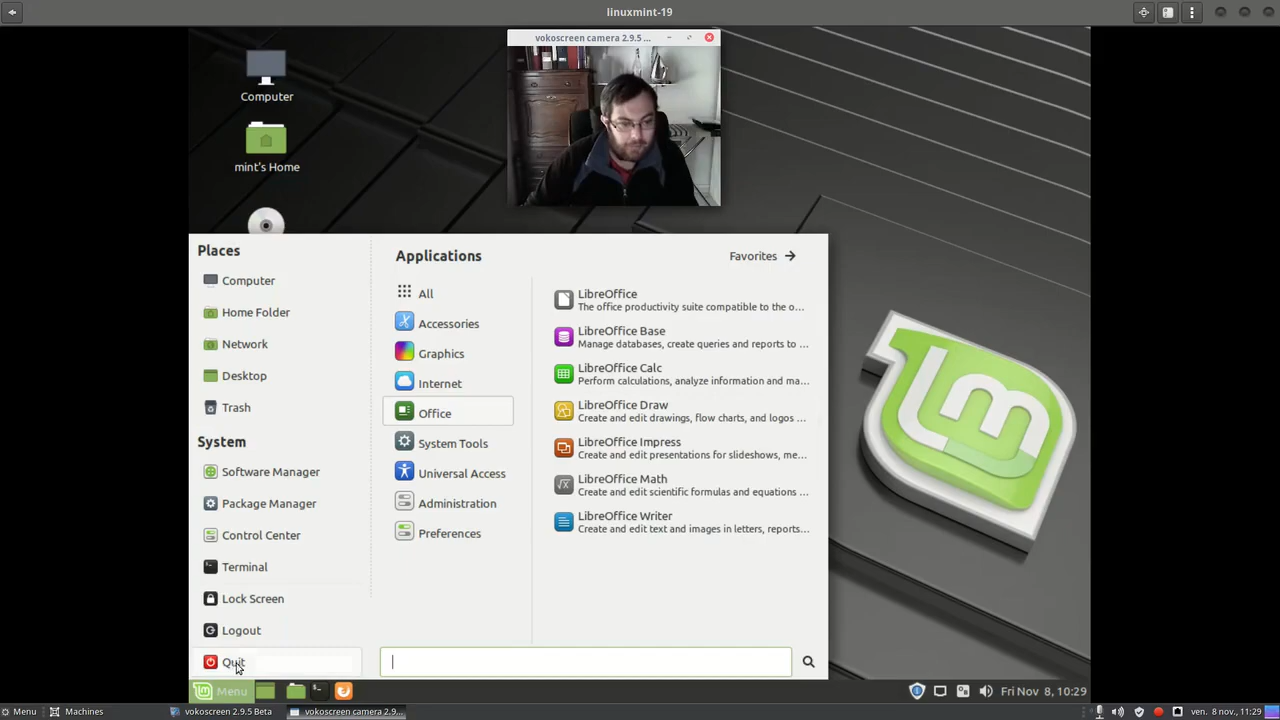 linuxmint-19
vokoscreen camera 2.9.5 ...
Computer
mint's Home
Places
Computer
Home Folder
Network
Desktop
Trash
System
Software Manager
Package Manager
Control Center
Terminal
Lock Screen
Logout
Quit
Applications
Favorites
All
Accessories
Graphics
Internet
Office
System Tools
Universal Access
Administration
Preferences
LibreOffice
The office productivity suite compatible to the o...
LibreOffice Base
Manage databases, create queries and reports to ...
LibreOffice Calc
Perform calculations, analyze information and ma...
LibreOffice Draw
Create and edit drawings, flow charts, and logos ...
LibreOffice Impress
Create and edit presentations for slideshows, me...
LibreOffice Math
Create and edit scientific formulas and equations ...
LibreOffice Writer
Create and edit text and images in letters, reports...
Menu
Fri Nov 8, 10:29
Menu
Machines
vokoscreen 2.9.5 Beta
vokoscreen camera 2.9...
ven. 8 nov., 11:29